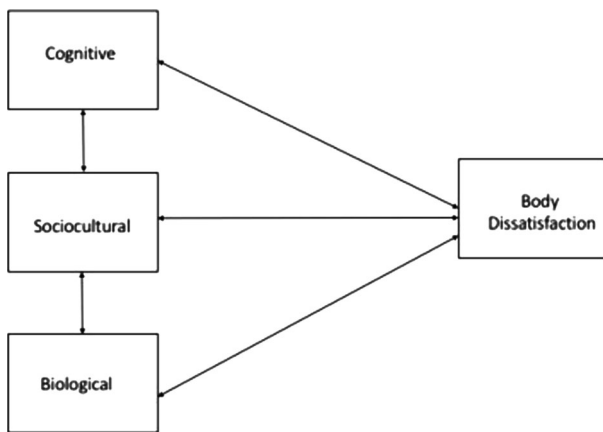 Cognitive
Sociocultural
Body
Dissatisfaction
Biological